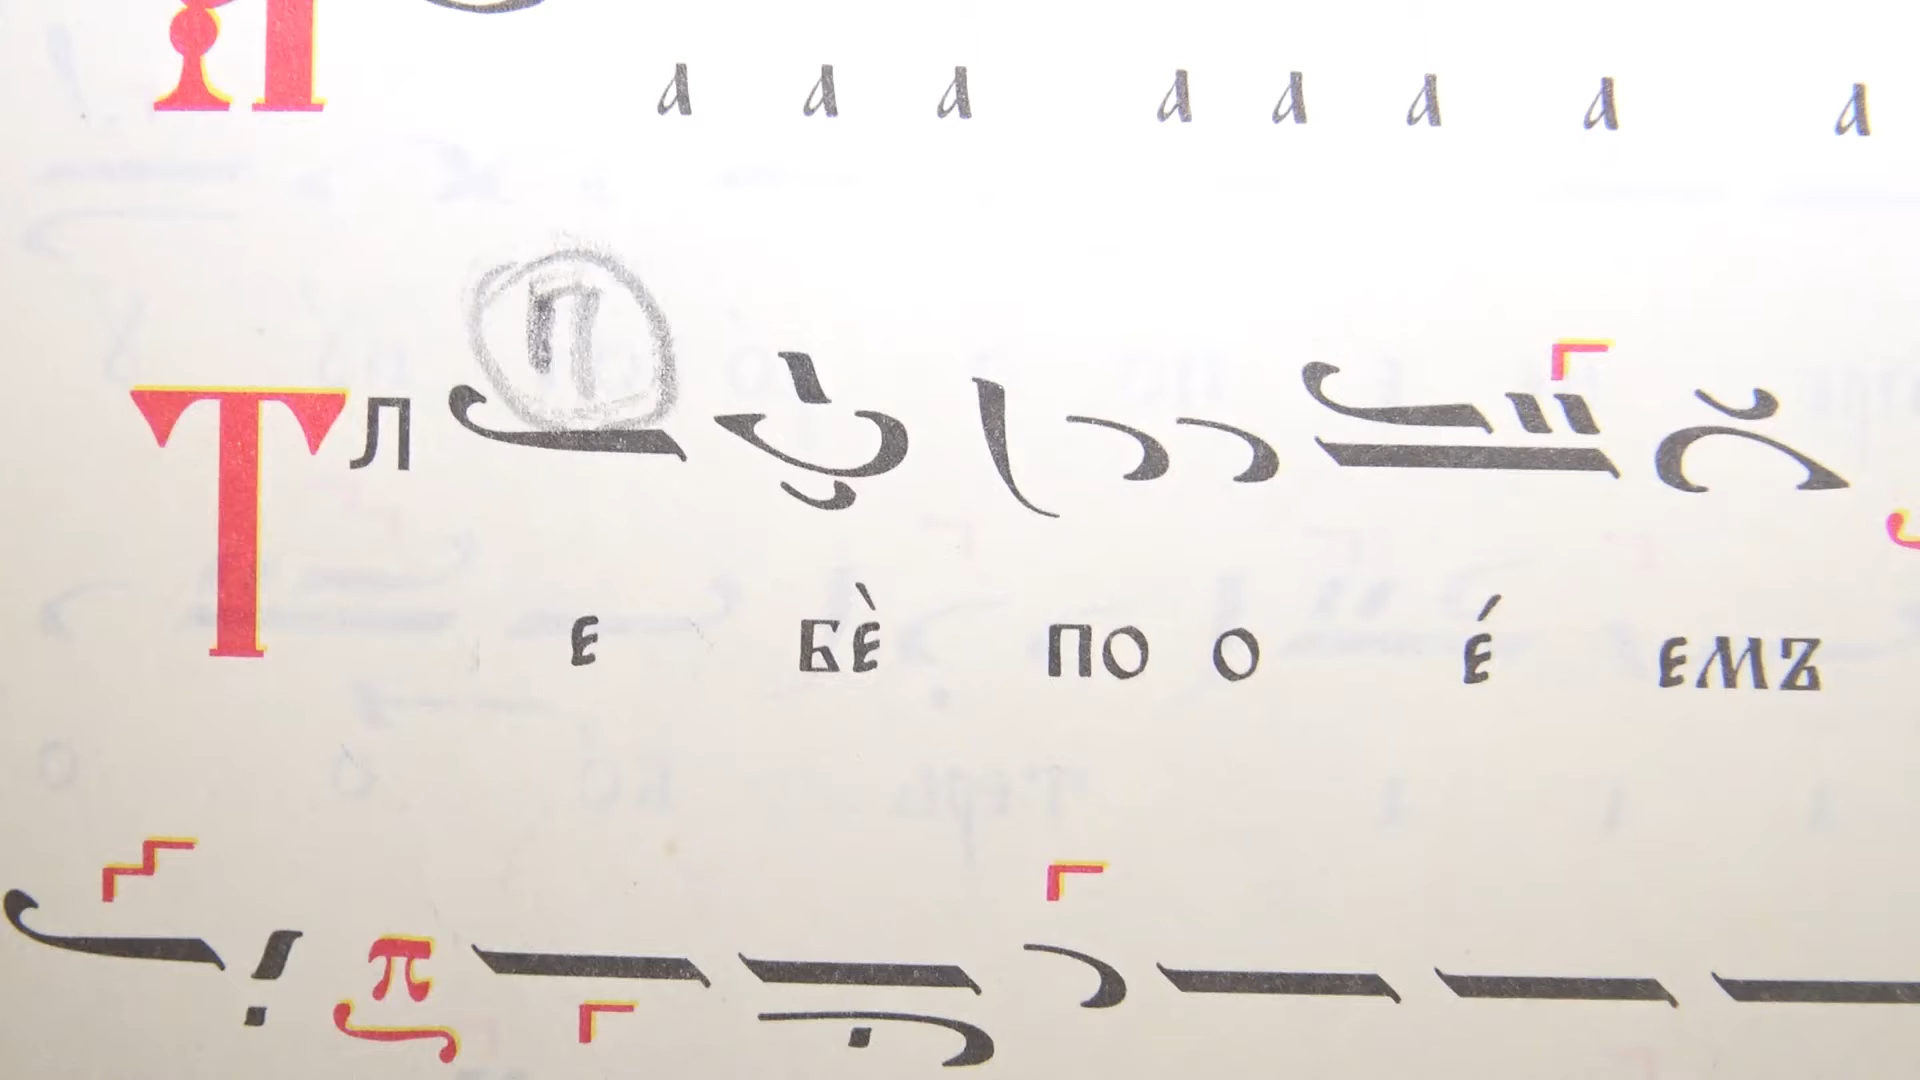 а а а а а а а а
П
Тл
е бѐ по о е́ емъ
π